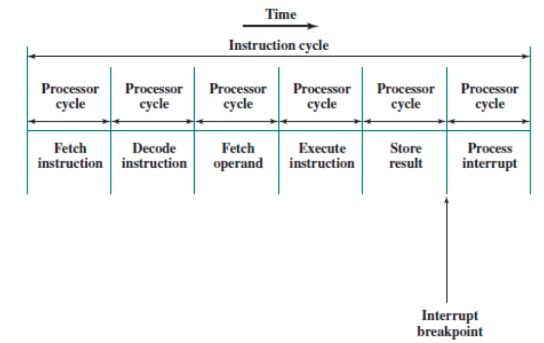 Time
Instruction cycle
Processor cycle
Processor cycle
Processor cycle
Processor cycle
Processor cycle
Processor cycle
Fetch instruction
Decode instruction
Fetch operand
Execute instruction
Store result
Process interrupt
Interrupt
breakpoint